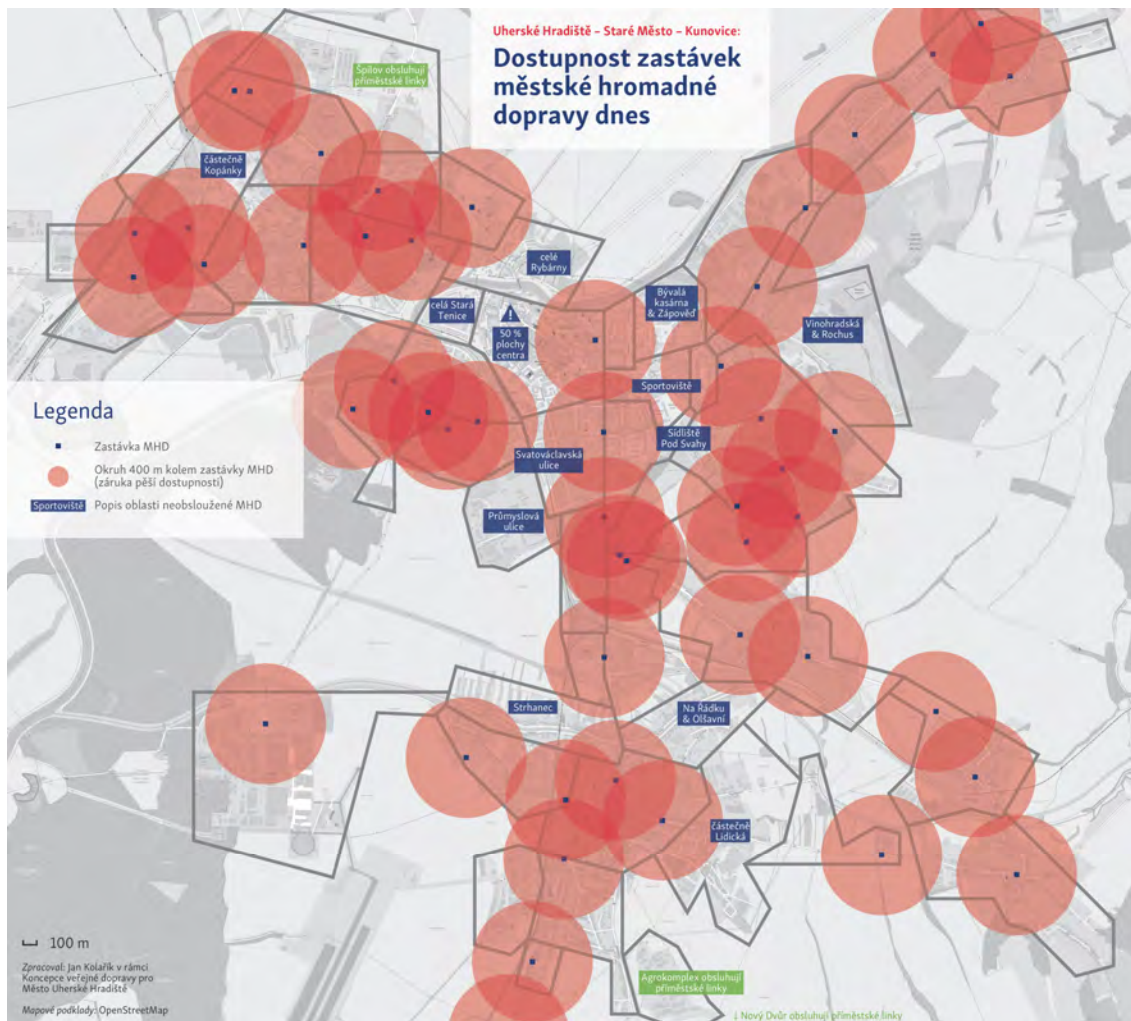 Uherské Hradiště – Staré Město – Kunovice:
Dostupnost zastávek
městské hromadné
dopravy dnes
Špílov obsluhují
příměstské linky
částečně
Kopánky
celé
Rybárny
celá Stará
Tenice
50 %
plochy
centra
Bývalá
kasárna
& Zápověď
Vinohradská
& Rochus
Sportoviště
Sídliště
Pod Svahy
Svatováclavská
ulice
Průmyslová
ulice
Legenda
Zastávka MHD
Okruh 400 m kolem zastávky MHD
(záruka pěší dostupnosti)
Sportoviště Popis oblasti neobsloužené MHD
Strhanec
Na Řádku
& Olšavní
částečně
Lidická
100 m
Zpracoval: Jan Kolařík v rámci
Koncepce veřejné dopravy pro
Město Uherské Hradiště
Mapové podklady: OpenStreetMap
Agrokomplex obsluhují
příměstské linky
↓ Nový Dvůr obsluhují příměstské linky